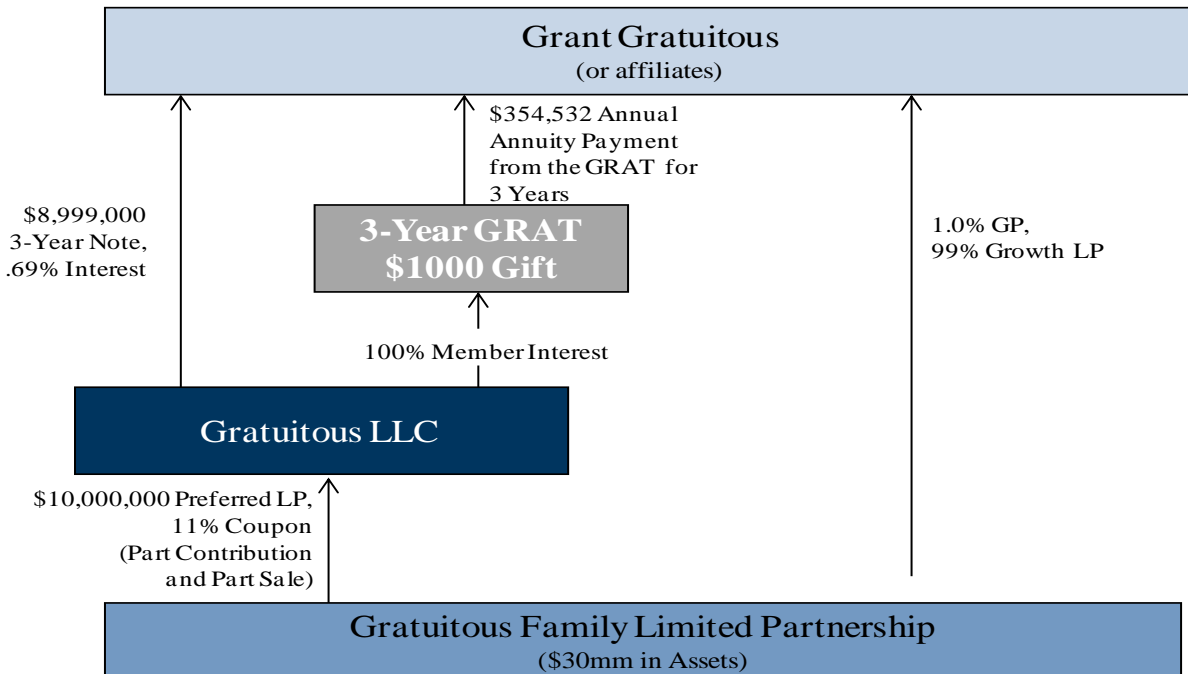 Grant Gratuitous
(or affiliates)
$354,532 Annual
Annuity Payment
from the GRAT for
3 Years
$8,999,000
3-Year Note,
.69% Interest
3-Year GRAT
$1000 Gift
1.0% GP,
99% Growth LP
100% Member Interest
Gratuitous LLC
$10,000,000 Preferred LP,
11% Coupon
(Part Contribution
and Part Sale)
Gratuitous Family Limited Partnership
($30mm in Assets)